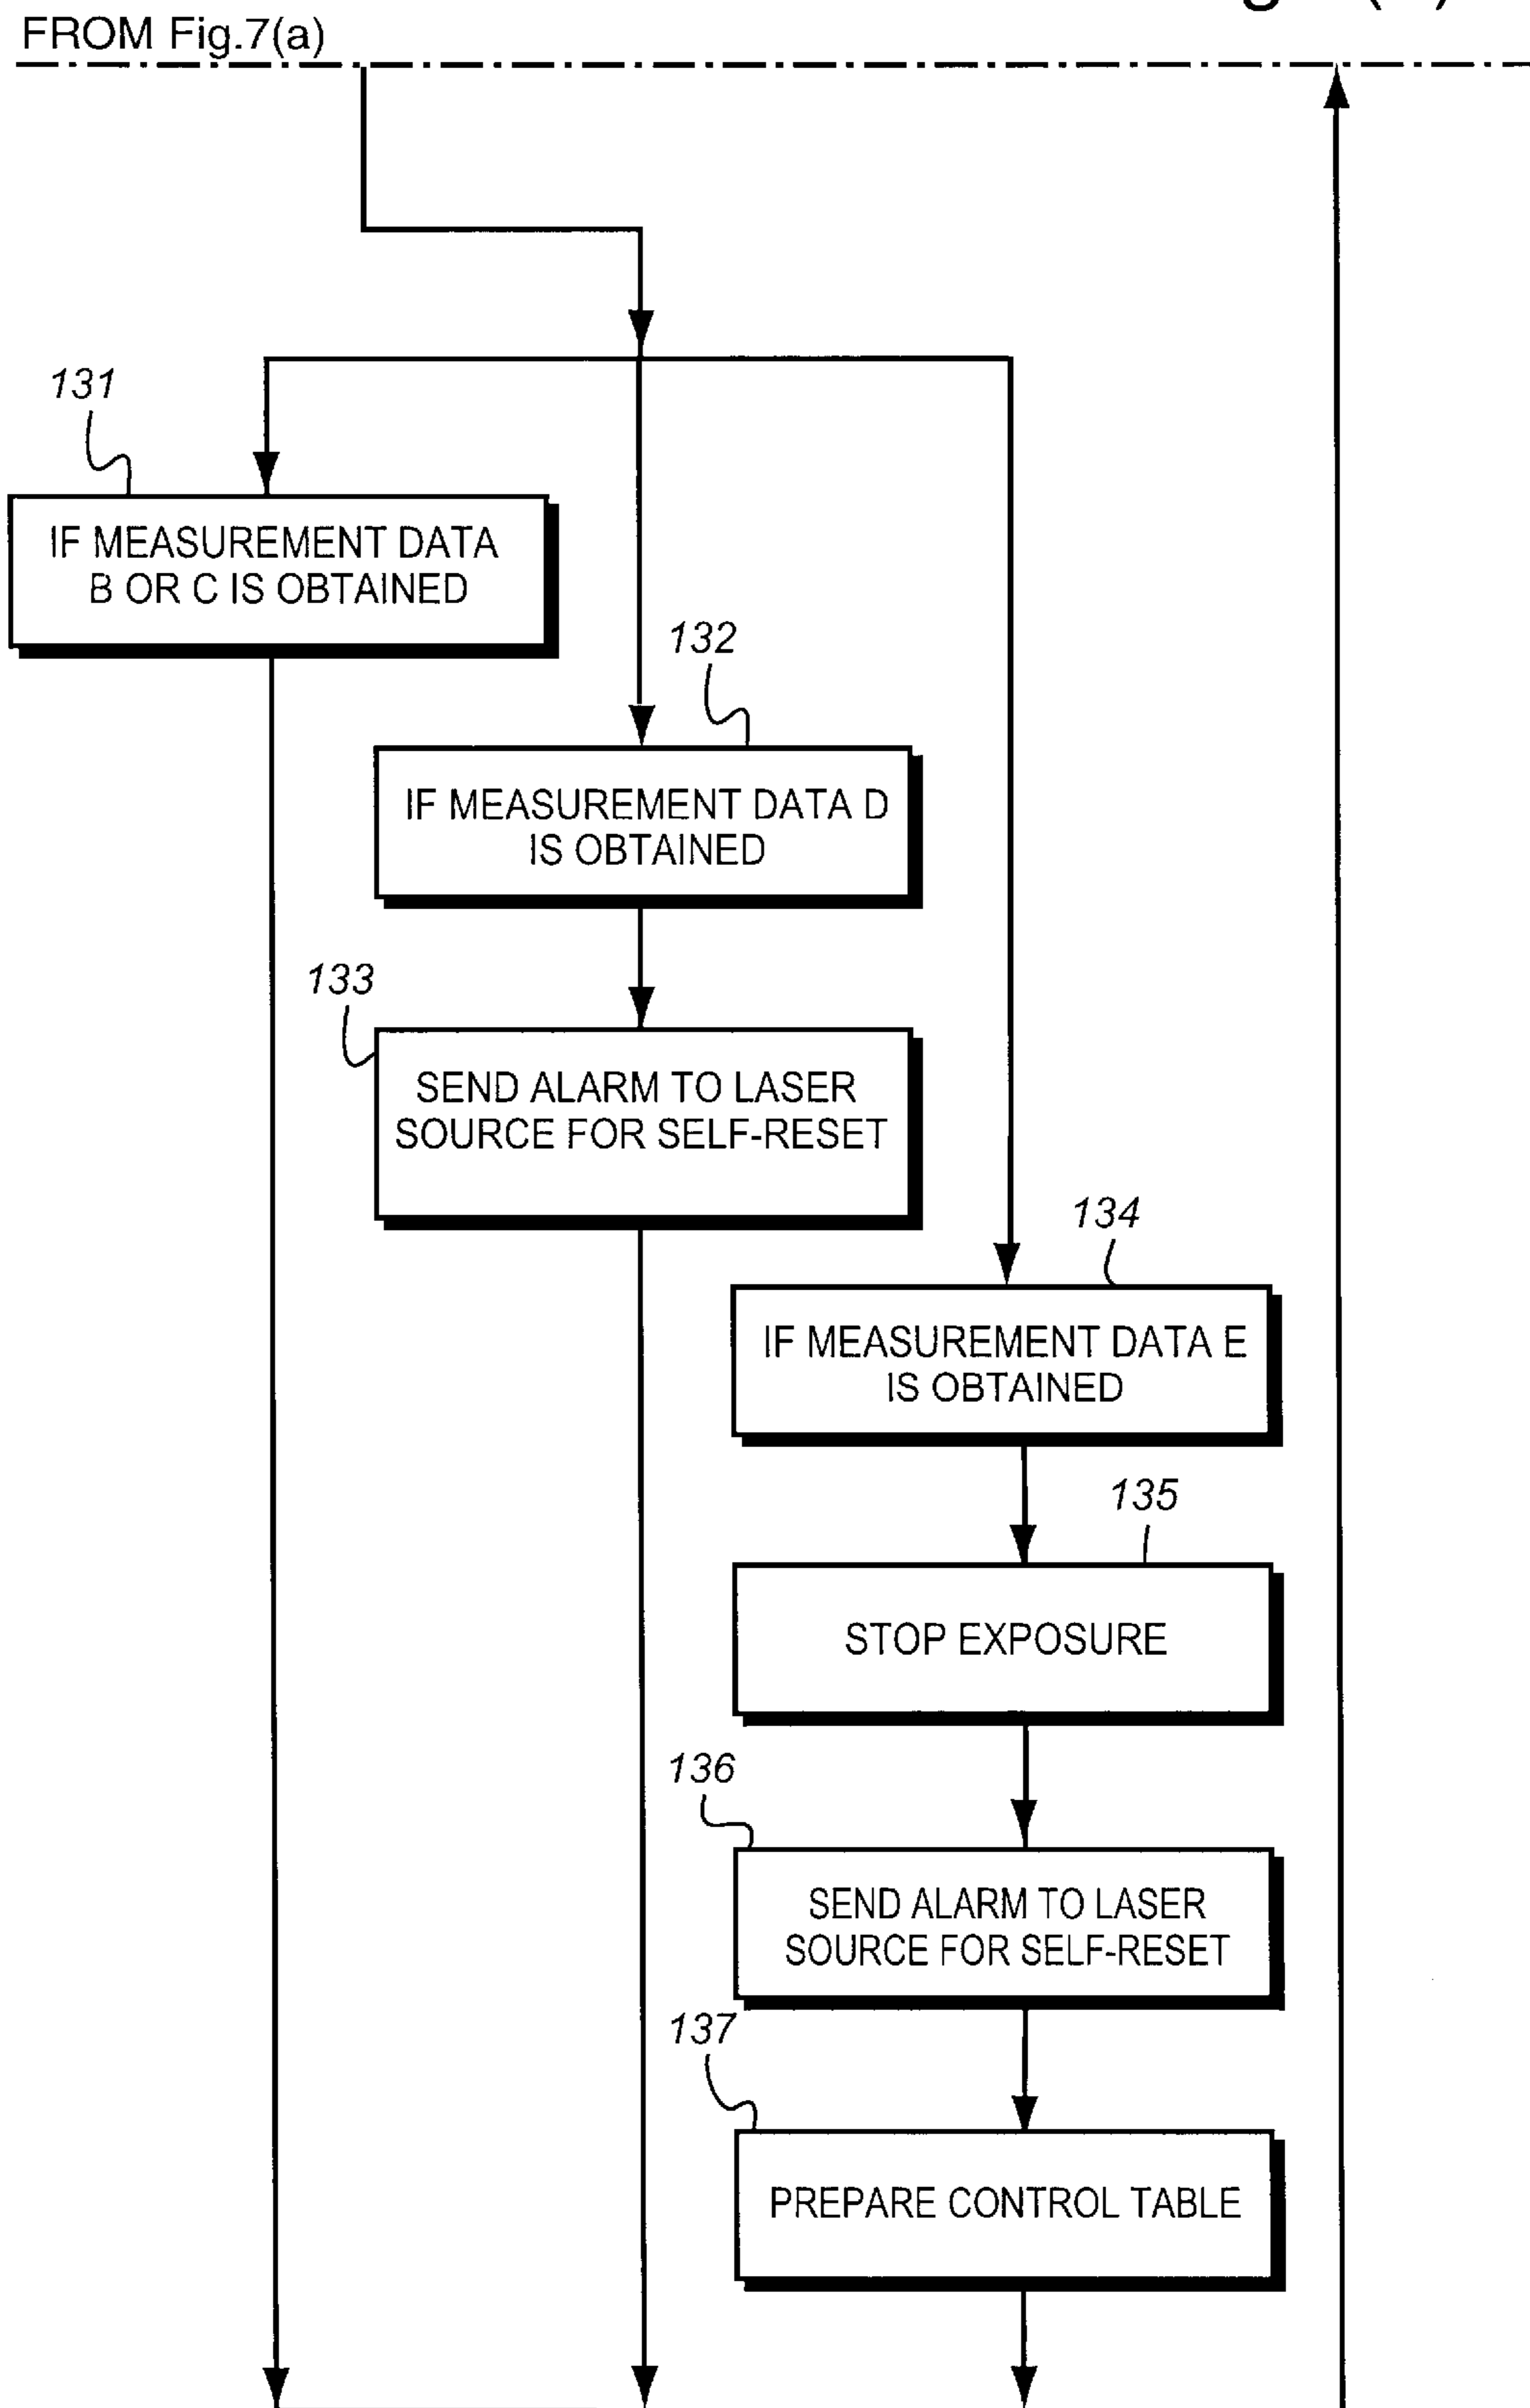 FROM Fig.7(a)
131
IF MEASUREMENT DATA
B OR C IS OBTAINED
132
IF MEASUREMENT DATA D
IS OBTAINED
133
SEND ALARM TO LASER
SOURCE FOR SELF-RESET
134
IF MEASUREMENT DATA E
IS OBTAINED
135
STOP EXPOSURE
136
SEND ALARM TO LASER
SOURCE FOR SELF-RESET
137
PREPARE CONTROL TABLE